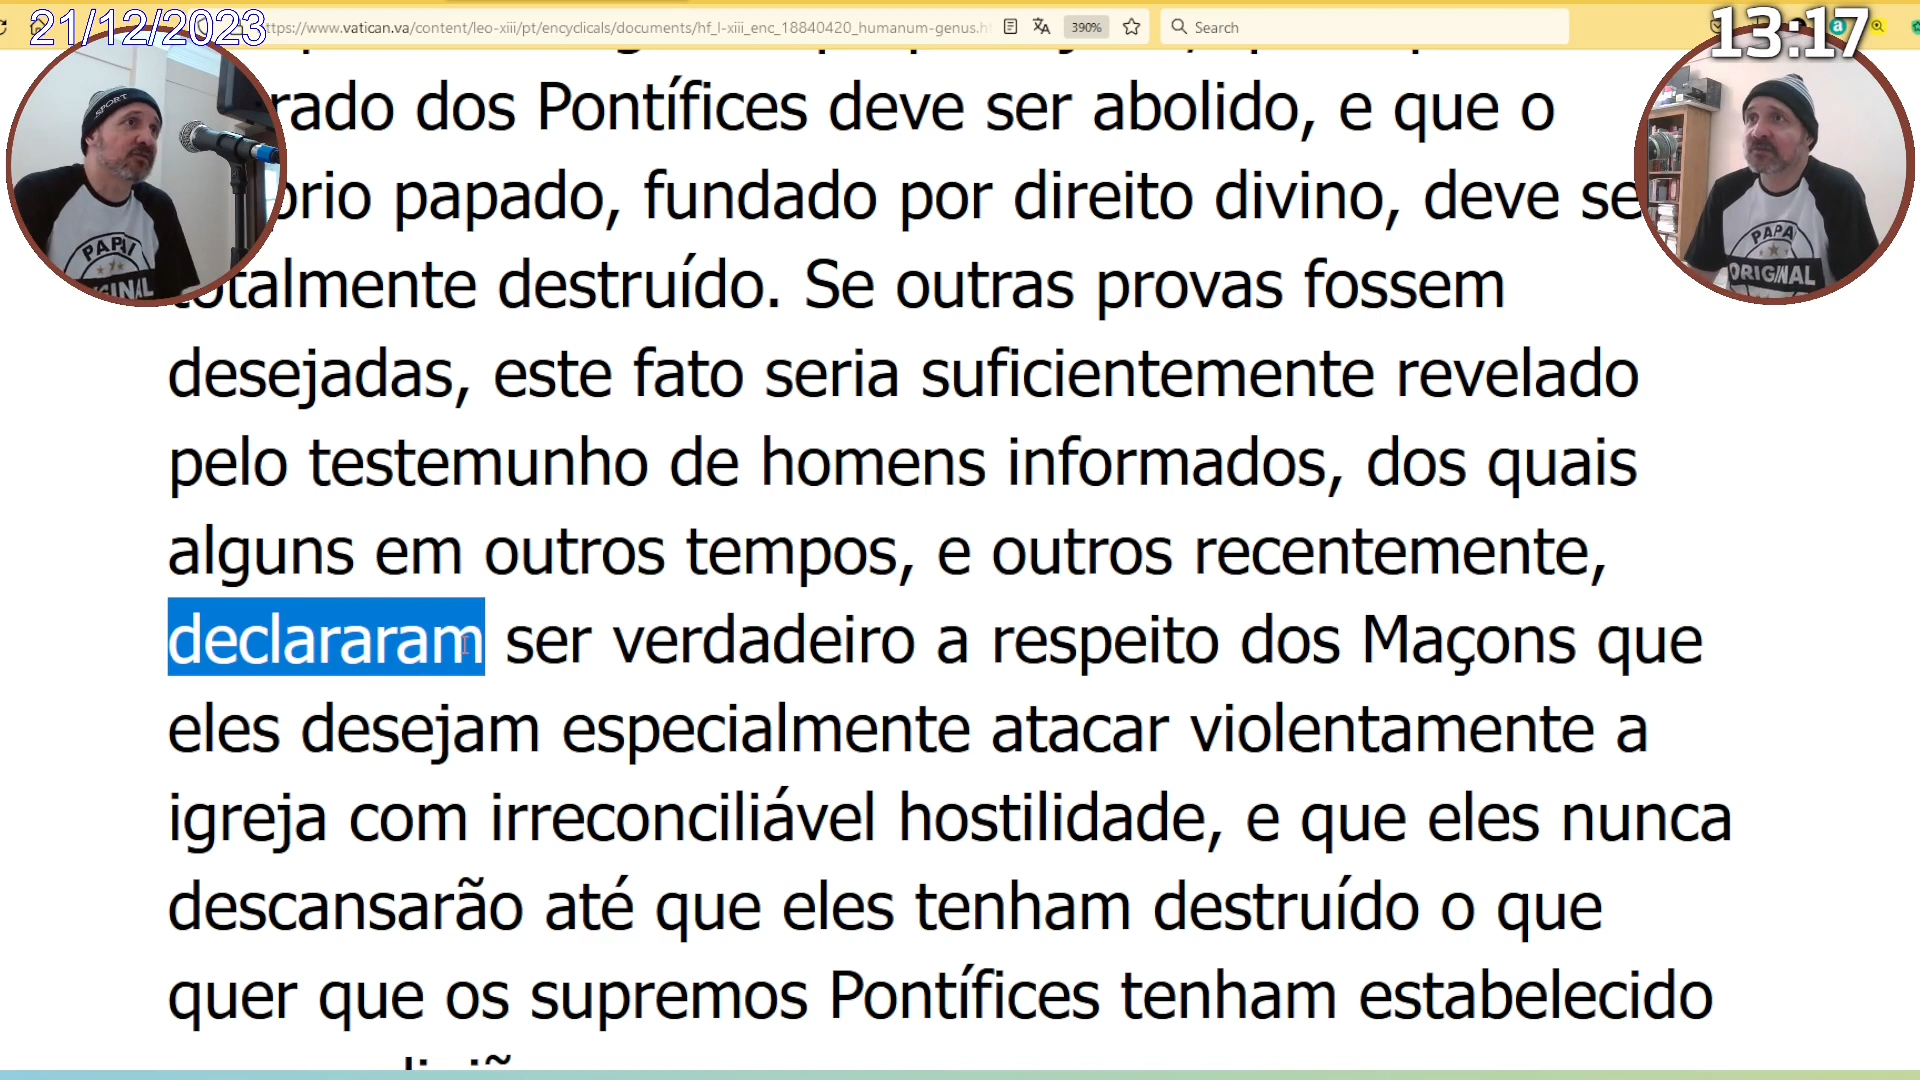 21/12/2023
https://www.vatican.va/content/leo-xiii/pt/encyclicals/documents/hf_l-xiii_enc_18840420_humanum-genus.h
390%
Search
13:17
rado dos Pontífices deve ser abolido, e que o
papado, fundado por direito divino, deve se
totalmente destruído. Se outras provas fossem
desejadas, este fato seria suficientemente revelado
pelo testemunho de homens informados, dos quais
alguns em outros tempos, e outros recentemente,
declararam ser verdadeiro a respeito dos Maçons que
eles desejam especialmente atacar violentamente a
igreja com irreconciliável hostilidade, e que eles nunca
descansarão até que eles tenham destruído o que
quer que os supremos Pontífices tenham estabelecido
SPORT
PAPAI
GINAL
PAPA
ORIGINAL